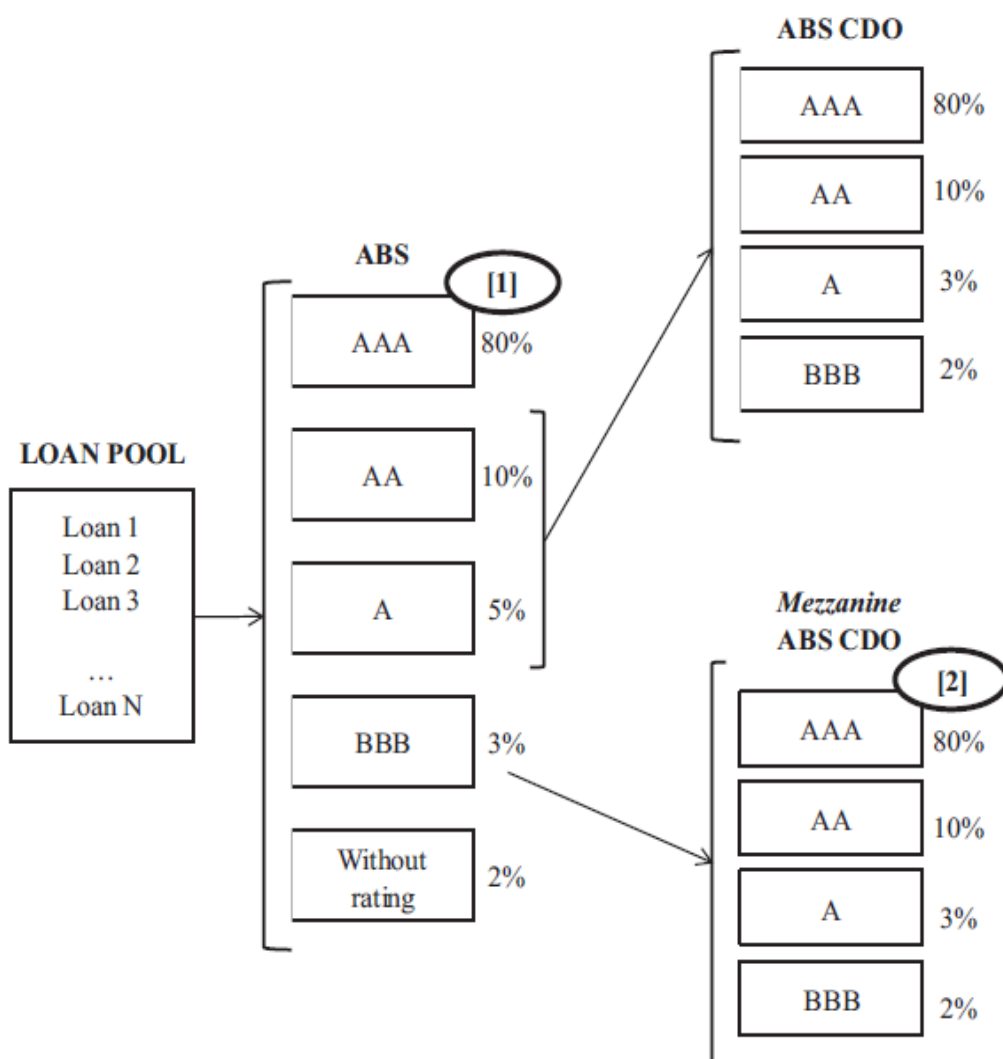 LOAN POOL
Loan 1
Loan 2
Loan 3
...
Loan N
ABS
[1]
AAA
80%
AA
10%
A
5%
BBB
3%
Without
rating
2%
ABS CDO
AAA
80%
AA
10%
A
3%
BBB
2%
Mezzanine
ABS CDO
[2]
AAA
80%
AA
10%
A
3%
BBB
2%